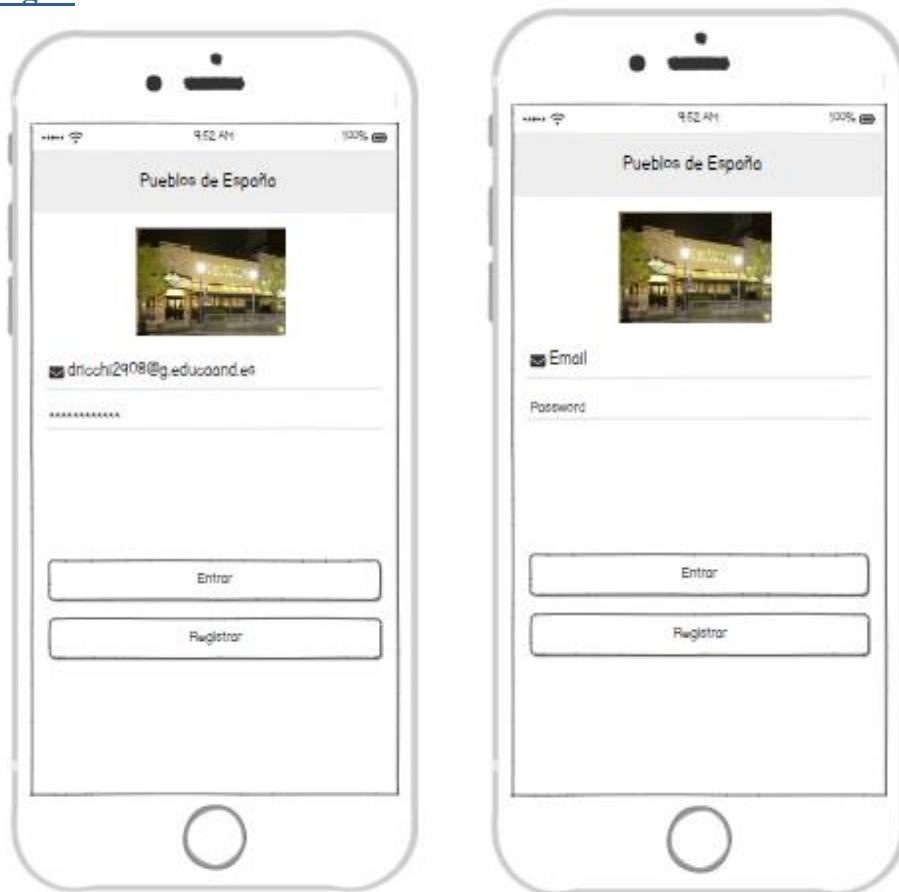 9:52 AM
100%
Pueblos de España
dricchi2908@g.educaand.es
************
Entrar
Registrar
9:52 AM
100%
Pueblos de España
Email
Password
Entrar
Registrar